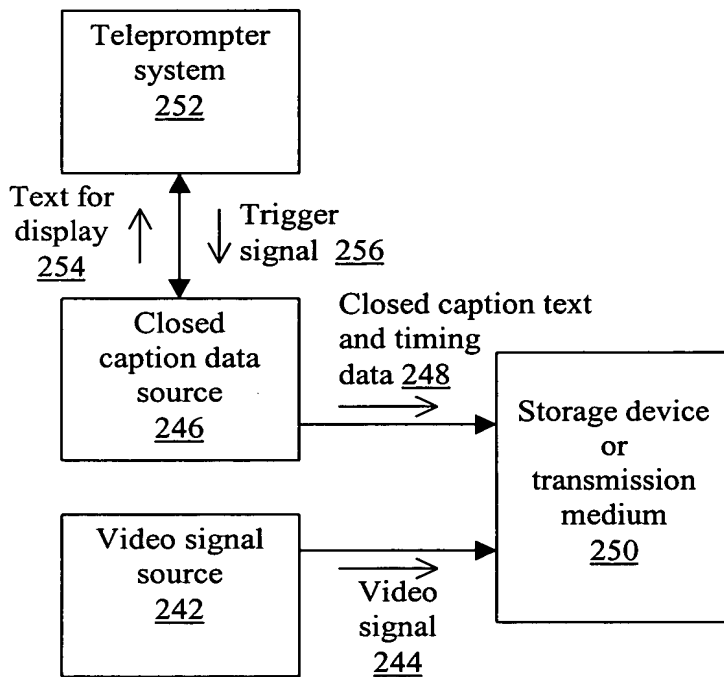 Teleprompter
system
252
Text for
display
254
Trigger
signal 256
Closed
caption data
source
246
Closed caption text
and timing
data 248
Storage device
or
transmission
medium
250
Video signal
source
242
Video
signal
244